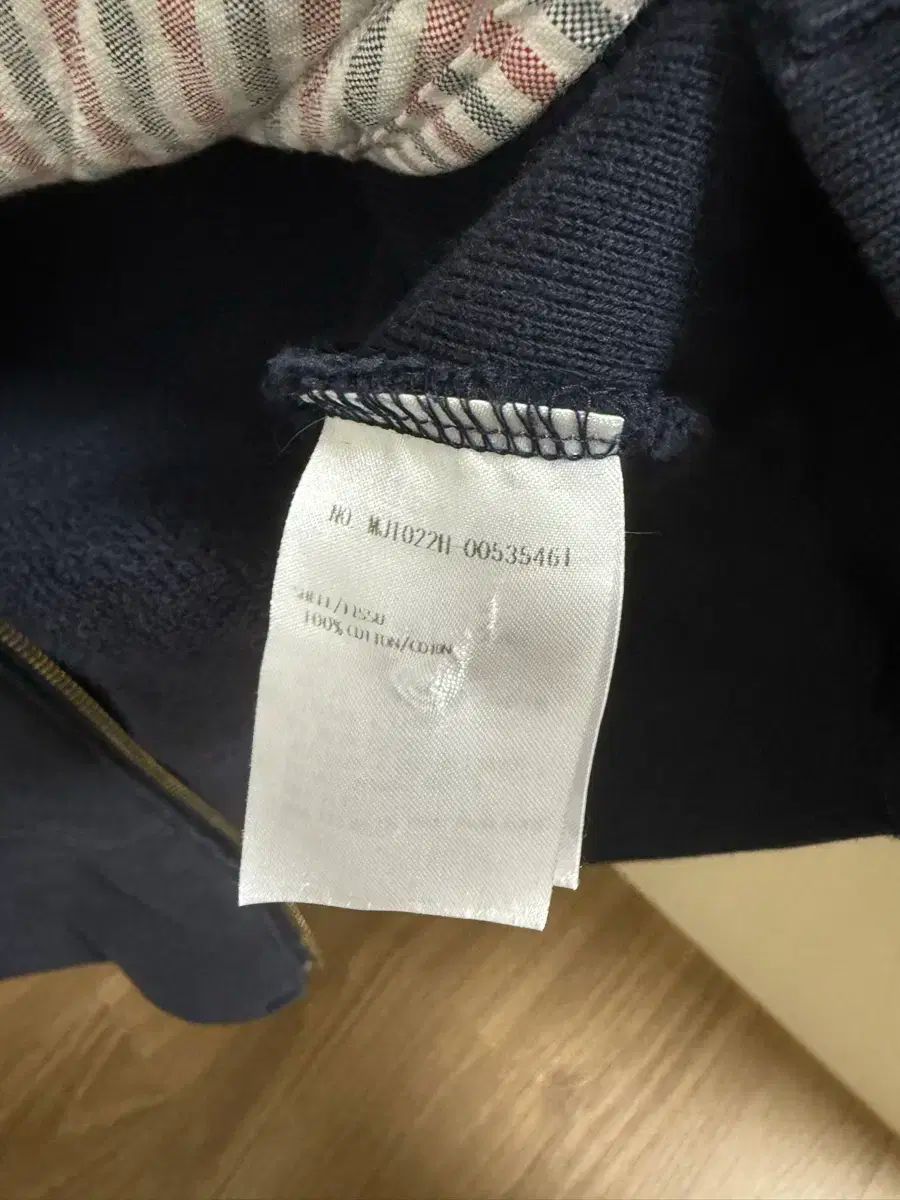 NO MJT022H-00535461
SHELL/TISSU
100% COTTON/COTON